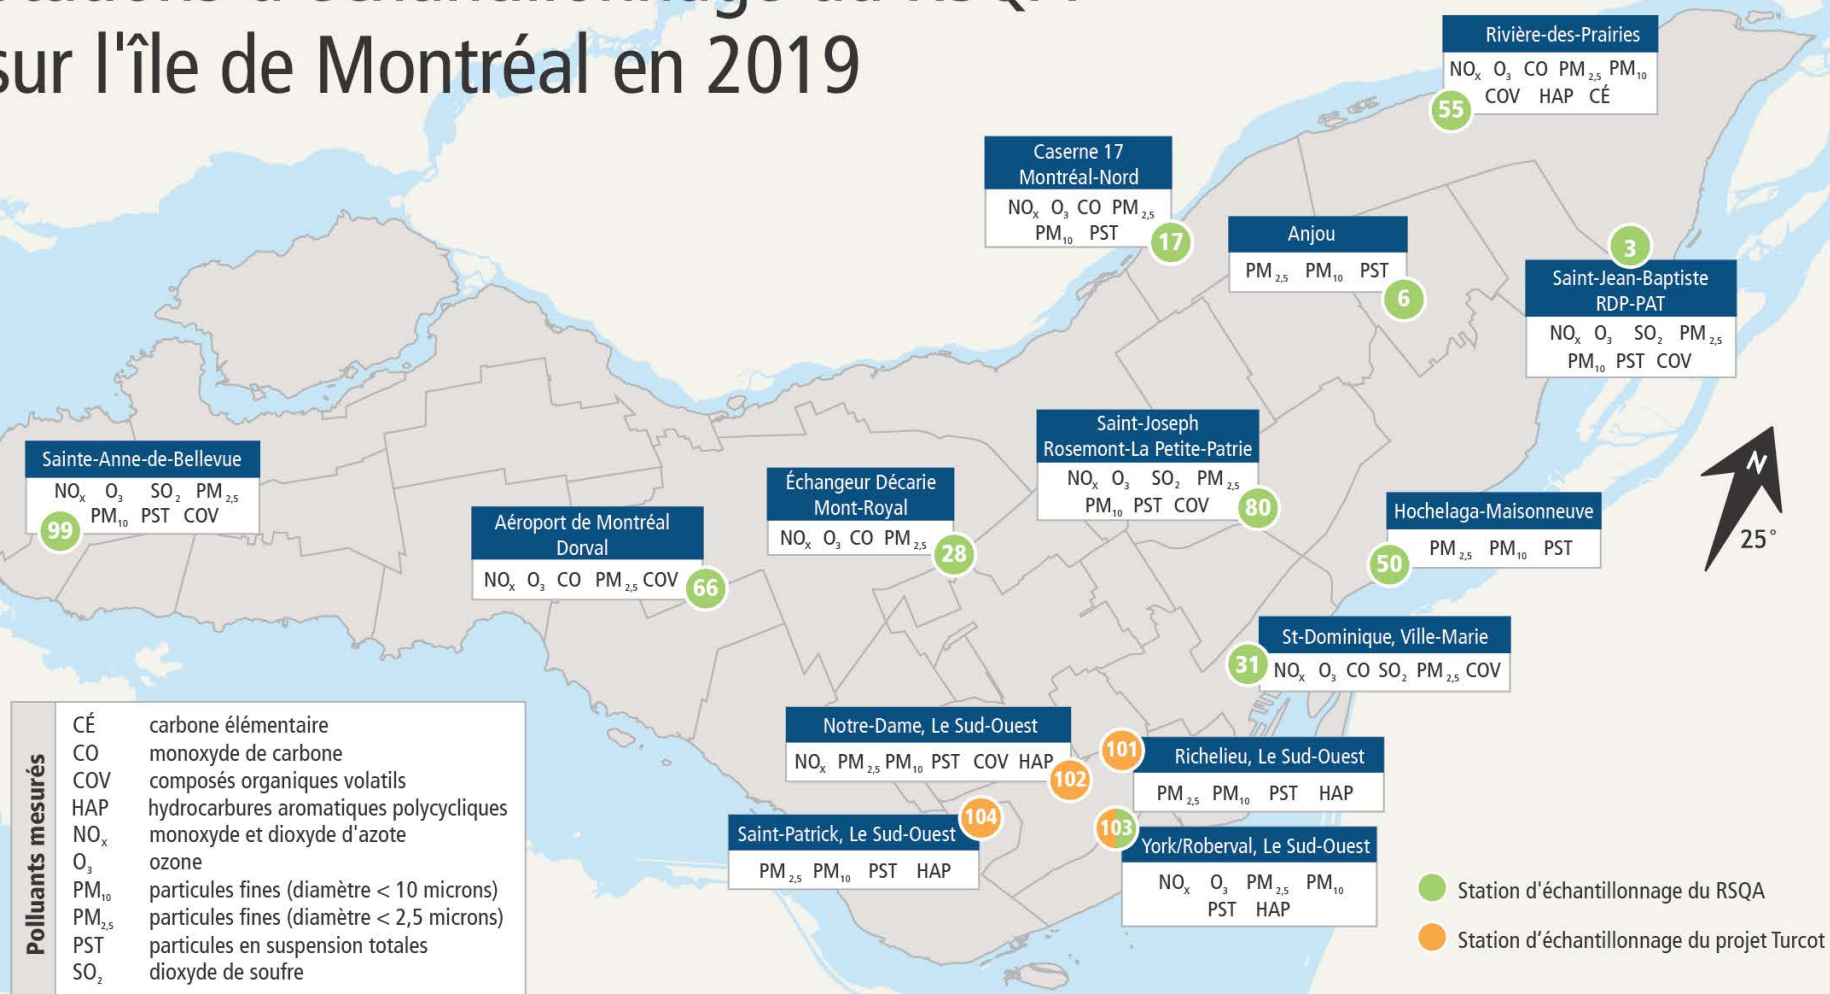 sur l'île de Montréal en 2019
Rivière-des-Prairies
NOx O3 CO PM2,5 PM10
COV HAP CÉ
55
Caserne 17
Montréal-Nord
NOx O3 CO PM2,5
PM10 PST
17
Anjou
PM2,5 PM10 PST
6
3
Saint-Jean-Baptiste
RDP-PAT
NOx O3 SO2 PM2,5
PM10 PST COV
Sainte-Anne-de-Bellevue
NOx O3 SO2 PM2,5
PM10 PST COV
99
Aéroport de Montréal
Dorval
NOx O3 CO PM2,5 COV
66
Échangeur Décarie
Mont-Royal
NOx O3 CO PM2,5
28
Saint-Joseph
Rosemont-La Petite-Patrie
NOx O3 SO2 PM2,5
PM10 PST COV
80
N
25°
Hochelaga-Maisonneuve
PM2,5 PM10 PST
50
St-Dominique, Ville-Marie
31
NOx O3 CO SO2 PM2,5 COV
Notre-Dame, Le Sud-Ouest
NOx PM2,5 PM10 PST COV HAP
102
101
Richelieu, Le Sud-Ouest
PM2,5 PM10 PST HAP
104
Saint-Patrick, Le Sud-Ouest
PM2,5 PM10 PST HAP
103
York/Roberval, Le Sud-Ouest
NOx O3 PM2,5 PM10
PST HAP
Polluants mesurés
CÉ carbone élémentaire
CO monoxyde de carbone
COV composés organiques volatils
HAP hydrocarbures aromatiques polycycliques
NOx monoxyde et dioxyde d'azote
O3 ozone
PM10 particules fines (diamètre < 10 microns)
PM2,5 particules fines (diamètre < 2,5 microns)
PST particules en suspension totales
SO2 dioxyde de soufre
Station d'échantillonnage du RSQA
Station d'échantillonnage du projet Turcot